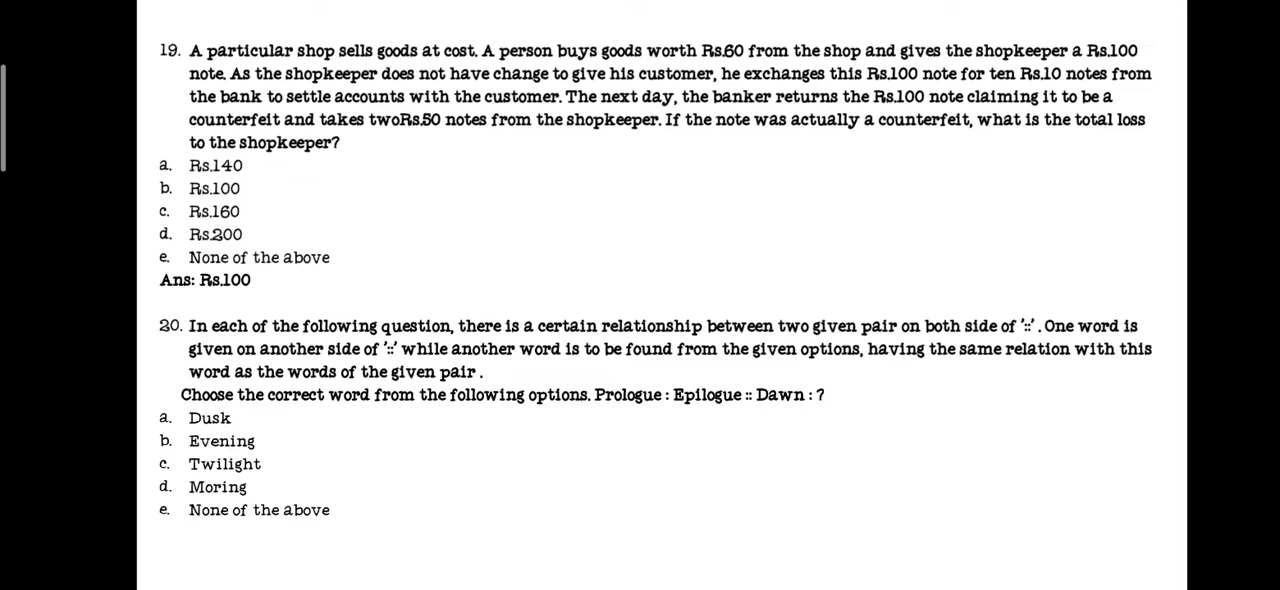 19. A particular shop sells goods at cost. A person buys goods worth Rs.60 from the shop and gives the shopkeeper a Rs.100
note. As the shopkeeper does not have change to give his customer, he exchanges this Rs.100 note for ten Rs.10 notes from
the bank to settle accounts with the customer. The next day, the banker returns the Rs.100 note claiming it to be a
counterfeit and takes twoRs.50 notes from the shopkeeper. If the note was actually a counterfeit, what is the total loss
to the shopkeeper?
a. Rs.140
b. Rs.100
c. Rs.160
d. Rs.200
e. None of the above
Ans: Rs.100
20. In each of the following question, there is a certain relationship between two given pair on both side of '::' . One word is
given on another side of '::' while another word is to be found from the given options, having the same relation with this
word as the words of the given pair .
Choose the correct word from the following options. Prologue : Epilogue :: Dawn : ?
a. Dusk
b. Evening
c. Twilight
d. Moring
e. None of the above